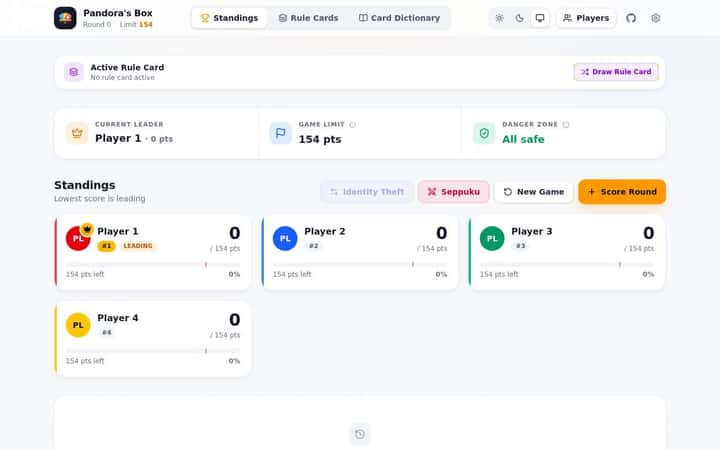 Pandora's Box
Round 0 Limit 154
Standings
Rule Cards
Card Dictionary
Players
Active Rule Card
No rule card active
Draw Rule Card
CURRENT LEADER
Player 1 · 0 pts
GAME LIMIT
154 pts
DANGER ZONE
All safe
Standings
Lowest score is leading
Identity Theft
Seppuku
New Game
+ Score Round
PL
Player 1
#1 LEADING
0
/ 154 pts
154 pts left
0%
PL
Player 2
#2
0
/ 154 pts
154 pts left
0%
PL
Player 3
#3
0
/ 154 pts
154 pts left
0%
PL
Player 4
#4
0
/ 154 pts
154 pts left
0%